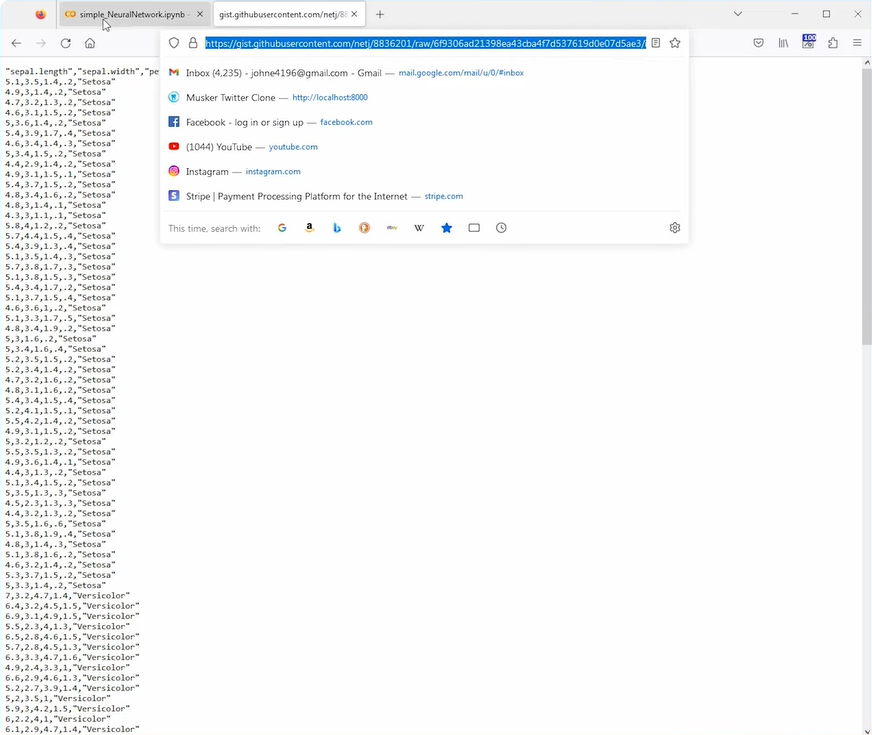 simple_NeuralNetwork.ipynb -
gist.githubusercontent.com/netj/88
https://gist.githubusercontent.com/netj/8836201/raw/6f9306ad21398ea43cba4f7d537619d0e07d5ae3/
100
"sepal.length","sepal.width","pe
Inbox (4,235) - johne4196@gmail.com - Gmail — mail.google.com/mail/u/0/#inbox
Musker Twitter Clone — http://localhost:8000
Facebook - log in or sign up — facebook.com
(1044) YouTube — youtube.com
Instagram — instagram.com
Stripe | Payment Processing Platform for the Internet — stripe.com
This time, search with:
5.1,3.5,1.4,.2,"Setosa"
4.9,3,1.4,.2,"Setosa"
4.7,3.2,1.3,.2,"Setosa"
4.6,3.1,1.5,.2,"Setosa"
5,3.6,1.4,.2,"Setosa"
5.4,3.9,1.7,.4,"Setosa"
4.6,3.4,1.4,.3,"Setosa"
5,3.4,1.5,.2,"Setosa"
4.4,2.9,1.4,.2,"Setosa"
4.9,3.1,1.5,.1,"Setosa"
5.4,3.7,1.5,.2,"Setosa"
4.8,3.4,1.6,.2,"Setosa"
4.8,3,1.4,.1,"Setosa"
4.3,3,1.1,.1,"Setosa"
5.8,4,1.2,.2,"Setosa"
5.7,4.4,1.5,.4,"Setosa"
5.4,3.9,1.3,.4,"Setosa"
5.1,3.5,1.4,.3,"Setosa"
5.7,3.8,1.7,.3,"Setosa"
5.1,3.8,1.5,.3,"Setosa"
5.4,3.4,1.7,.2,"Setosa"
5.1,3.7,1.5,.4,"Setosa"
4.6,3.6,1,.2,"Setosa"
5.1,3.3,1.7,.5,"Setosa"
4.8,3.4,1.9,.2,"Setosa"
5,3,1.6,.2,"Setosa"
5,3.4,1.6,.4,"Setosa"
5.2,3.5,1.5,.2,"Setosa"
5.2,3.4,1.4,.2,"Setosa"
4.7,3.2,1.6,.2,"Setosa"
4.8,3.1,1.6,.2,"Setosa"
5.4,3.4,1.5,.4,"Setosa"
5.2,4.1,1.5,.1,"Setosa"
5.5,4.2,1.4,.2,"Setosa"
4.9,3.1,1.5,.2,"Setosa"
5,3.2,1.2,.2,"Setosa"
5.5,3.5,1.3,.2,"Setosa"
4.9,3.6,1.4,.1,"Setosa"
4.4,3,1.3,.2,"Setosa"
5.1,3.4,1.5,.2,"Setosa"
5,3.5,1.3,.3,"Setosa"
4.5,2.3,1.3,.3,"Setosa"
4.4,3.2,1.3,.2,"Setosa"
5,3.5,1.6,.6,"Setosa"
5.1,3.8,1.9,.4,"Setosa"
4.8,3,1.4,.3,"Setosa"
5.1,3.8,1.6,.2,"Setosa"
4.6,3.2,1.4,.2,"Setosa"
5.3,3.7,1.5,.2,"Setosa"
5,3.3,1.4,.2,"Setosa"
7,3.2,4.7,1.4,"Versicolor"
6.4,3.2,4.5,1.5,"Versicolor"
6.9,3.1,4.9,1.5,"Versicolor"
5.5,2.3,4,1.3,"Versicolor"
6.5,2.8,4.6,1.5,"Versicolor"
5.7,2.8,4.5,1.3,"Versicolor"
6.3,3.3,4.7,1.6,"Versicolor"
4.9,2.4,3.3,1,"Versicolor"
6.6,2.9,4.6,1.3,"Versicolor"
5.2,2.7,3.9,1.4,"Versicolor"
5,2,3.5,1,"Versicolor"
5.9,3,4.2,1.5,"Versicolor"
6,2.2,4,1,"Versicolor"
6.1,2.9,4.7,1.4,"Versicolor"